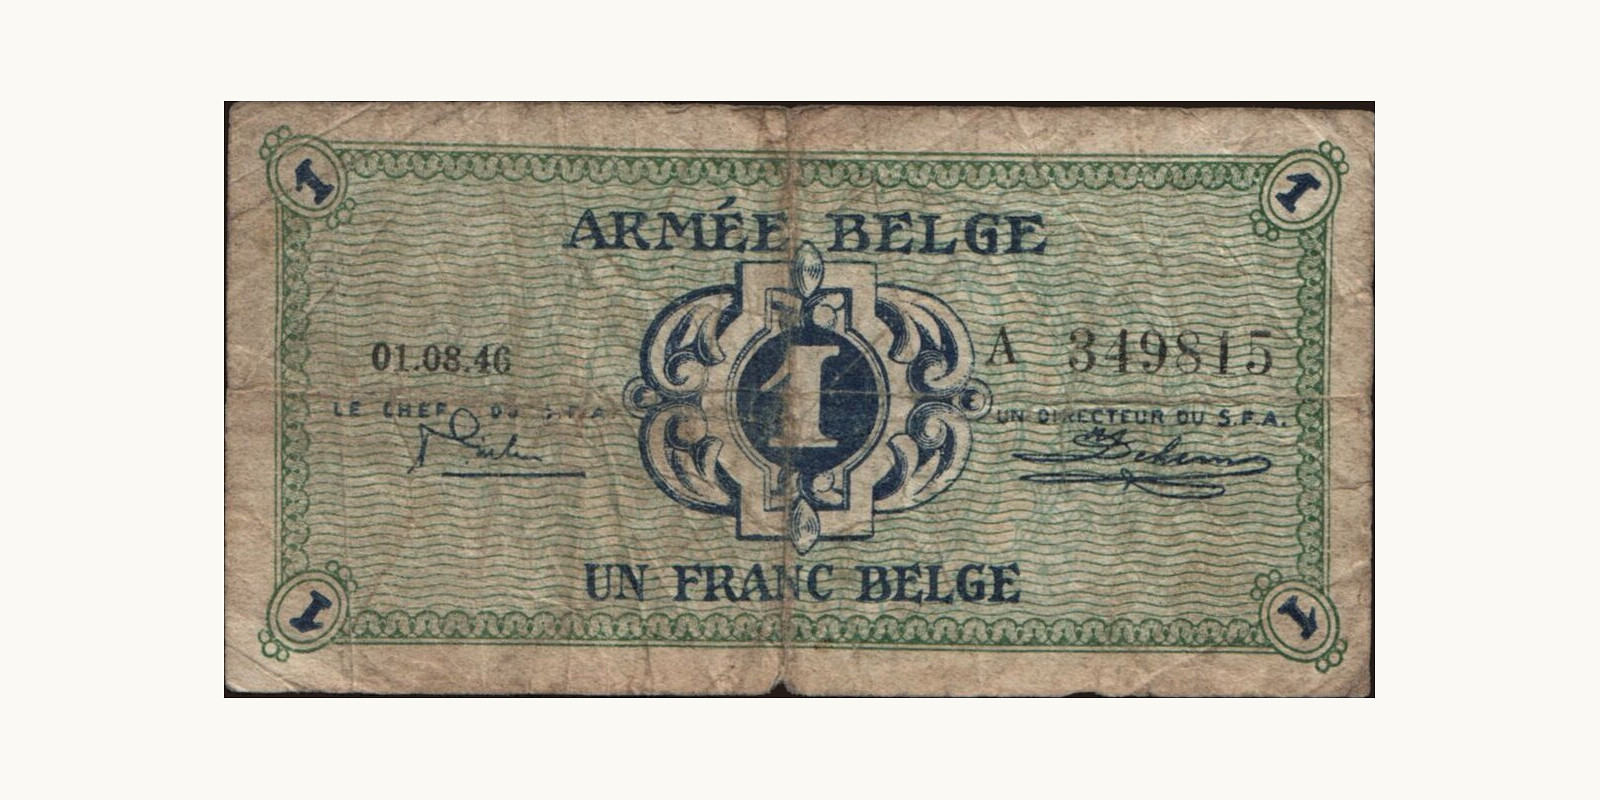 1 1
ARMÉE BELGE
01.08.46
A 349815
1
LE CHEF DU S.F.A.
UN DIRECTEUR DU S.F.A.
UN FRANC BELGE
1 1